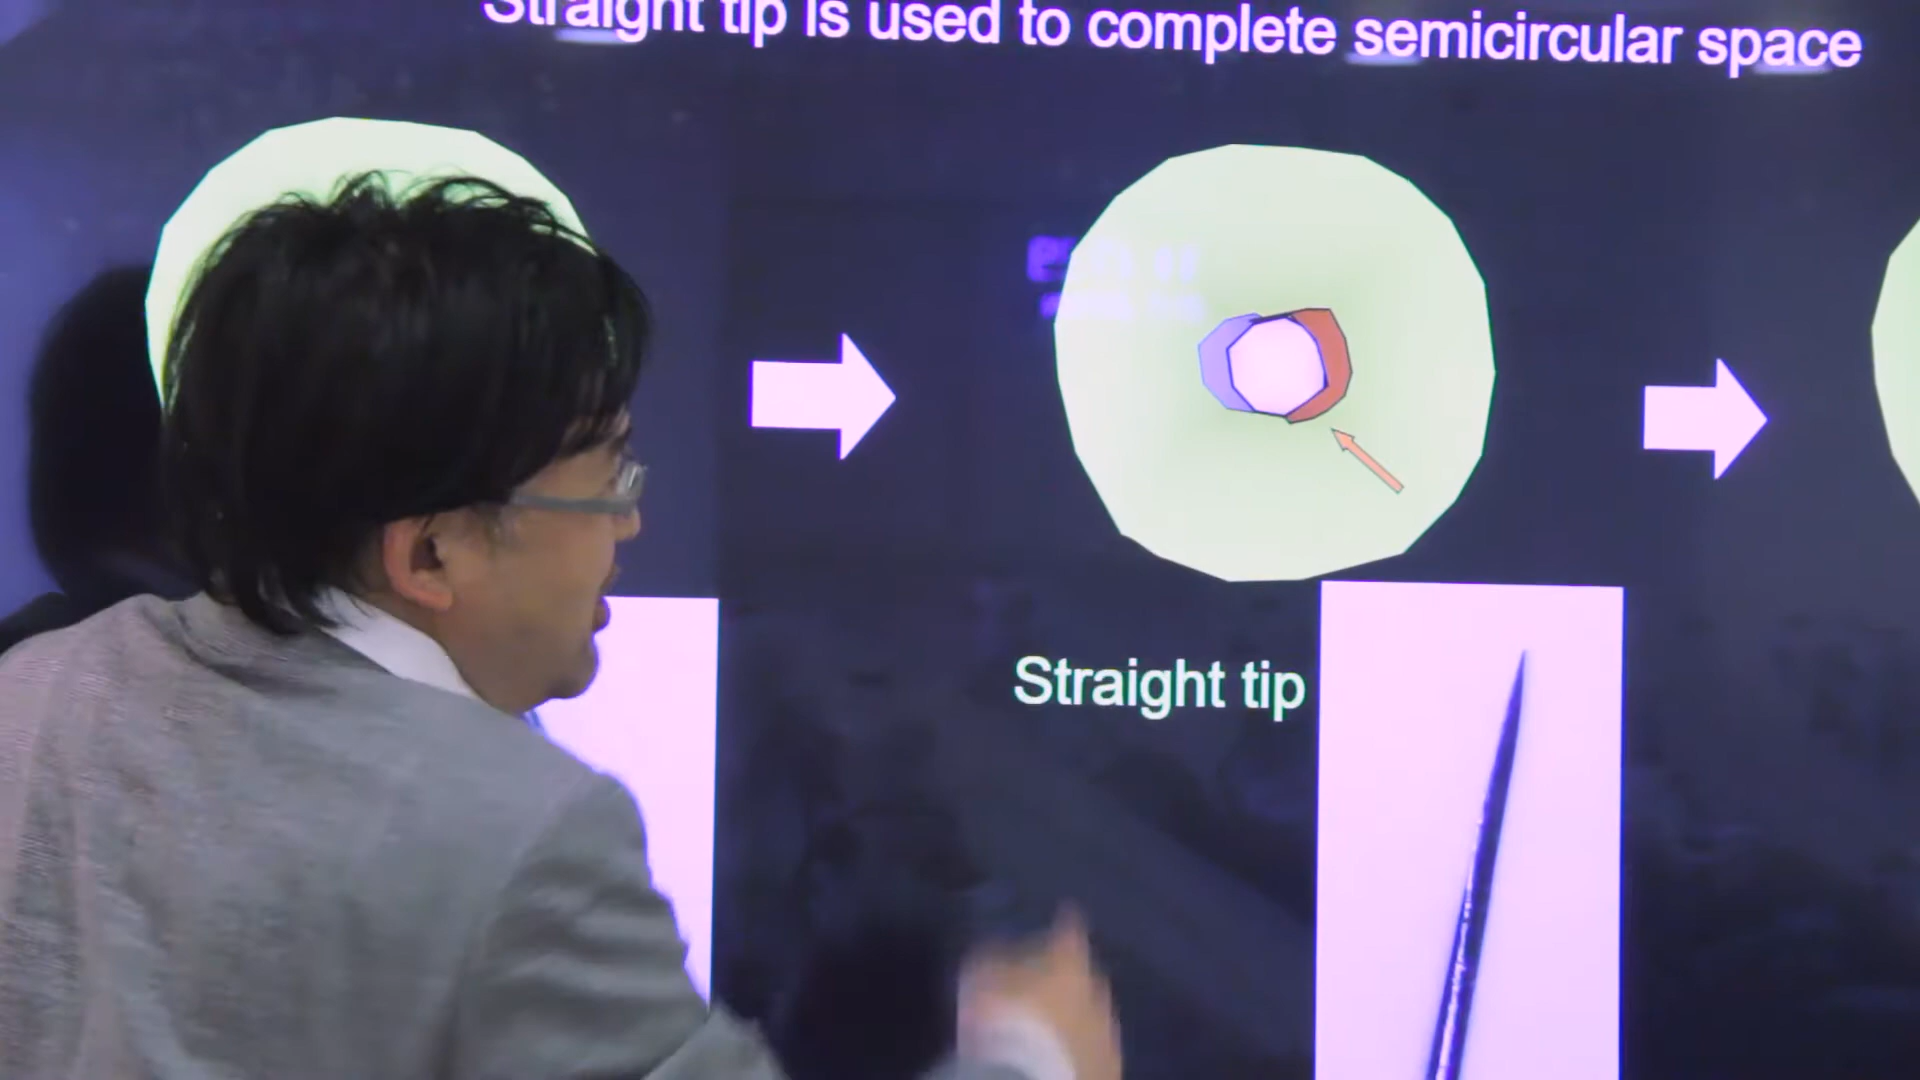 Straight tip is used to complete semicircular space
Straight tip